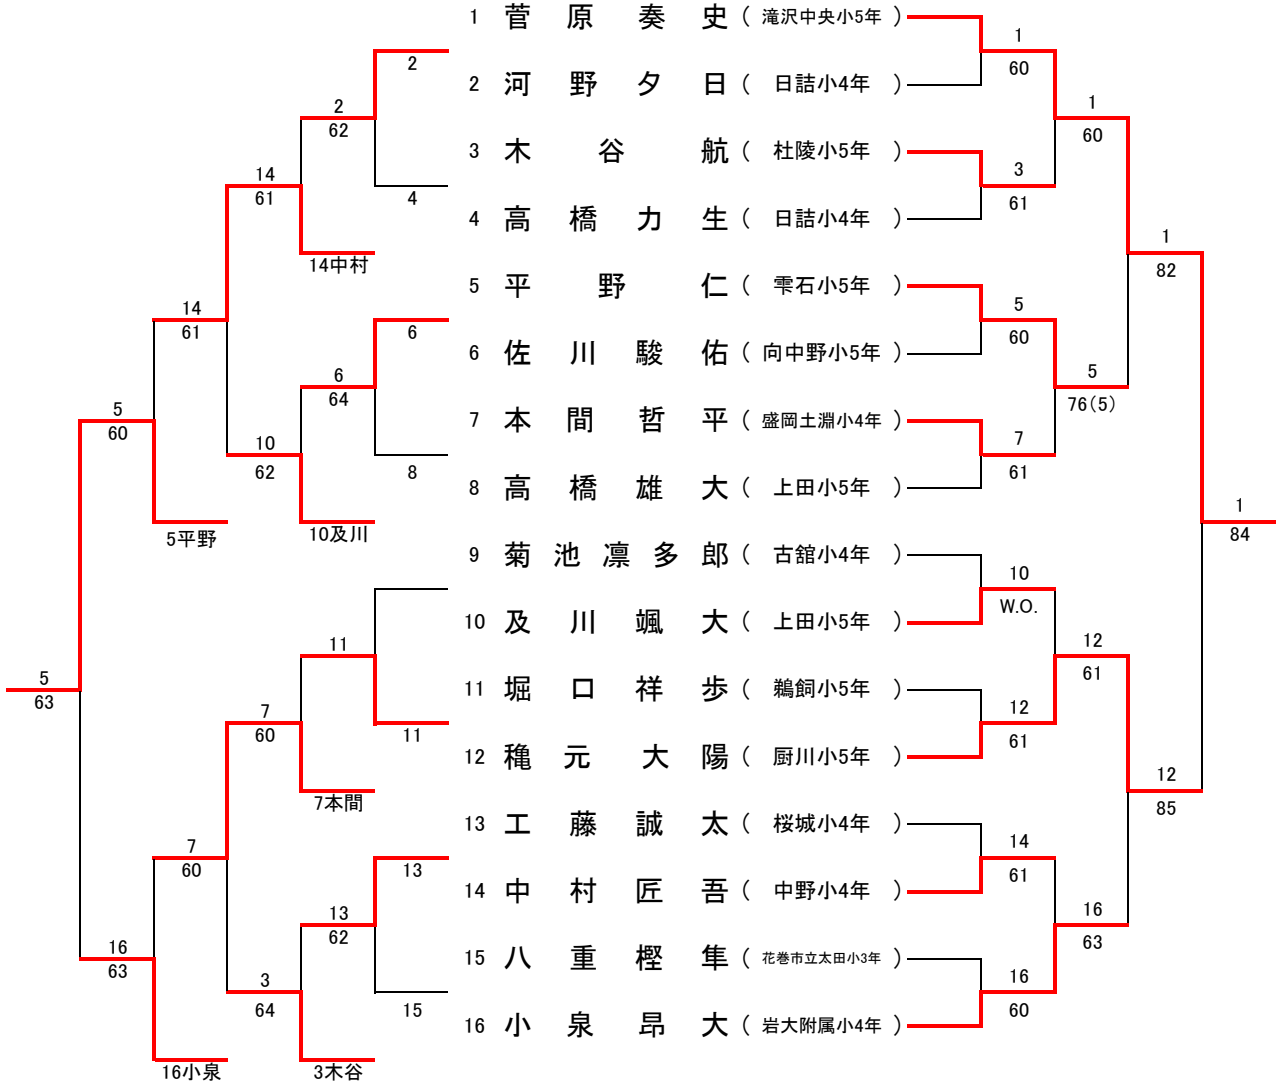 1 菅原奏史 ( 滝沢中央小5年 )
2 河野夕日 ( 日詰小4年 )
3 木谷航 ( 杜陵小5年 )
4 高橋力生 ( 日詰小4年 )
5 平野仁 ( 雫石小5年 )
6 佐川駿佑 ( 向中野小5年 )
7 本間哲平 ( 盛岡土淵小4年 )
8 高橋雄大 ( 上田小5年 )
9 菊池凛多郎 ( 古舘小4年 )
10 及川颯大 ( 上田小5年 )
11 堀口祥歩 ( 鵜飼小5年 )
12 穐元大陽 ( 厨川小5年 )
13 工藤誠太 ( 桜城小4年 )
14 中村匠吾 ( 中野小4年 )
15 八重樫隼 ( 花巻市立太田小3年 )
16 小泉昂大 ( 岩大附属小4年 )
1
60
3
61
5
60
7
61
10
W.O.
12
61
14
61
16
60
1
60
5
76(5)
12
61
16
63
1
82
12
85
1
84
2
4
6
8
11
13
15
2
62
14中村
6
64
10及川
11
7本間
13
62
3木谷
14
61
10
62
7
60
3
64
14
61
5平野
7
60
16小泉
5
60
16
63
5
63